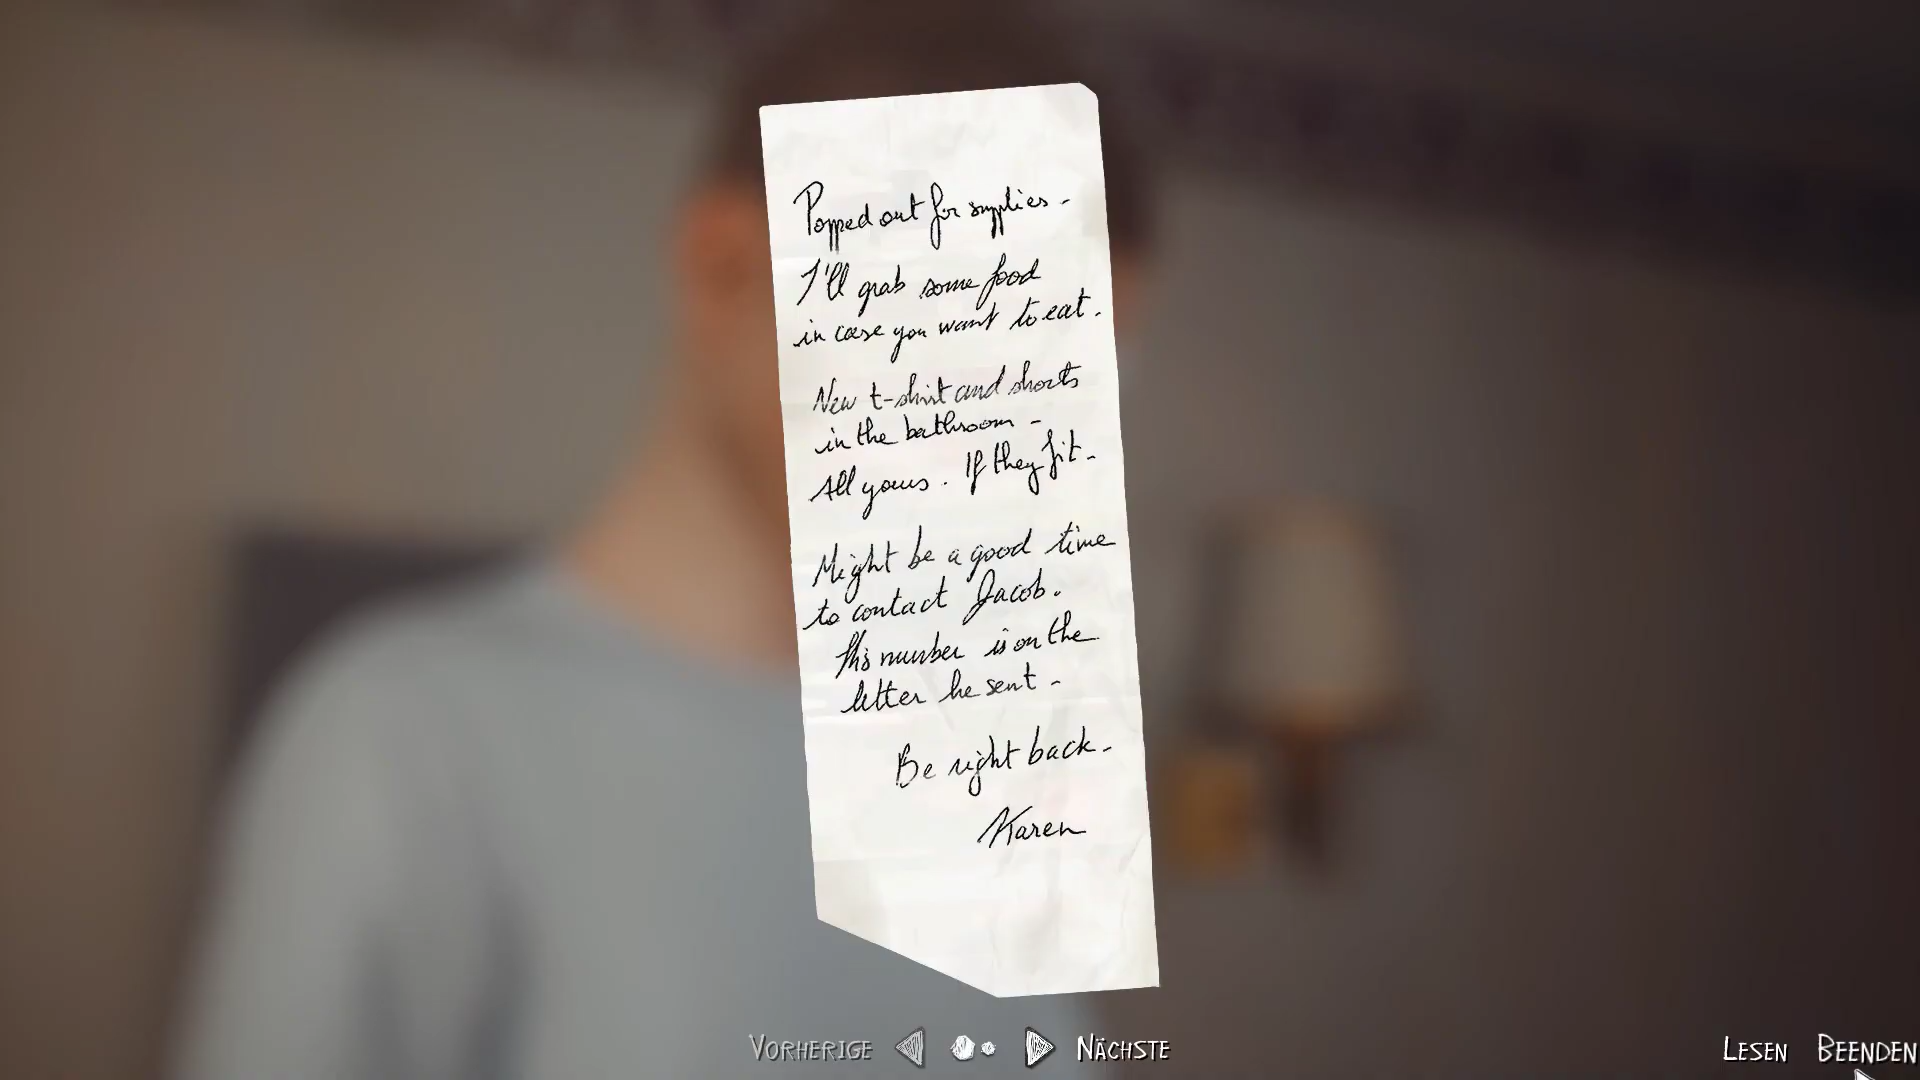 Popped out for supplies -
I'll grab some food
in case you want to eat.
New t-shirt and shorts
in the bathroom -
All yours. If they fit -
Might be a good time
to contact Jacob.
His number is on the
letter he sent -
Be right back -
Karen
VORHERIGE NÄCHSTE
LESEN BEENDEN